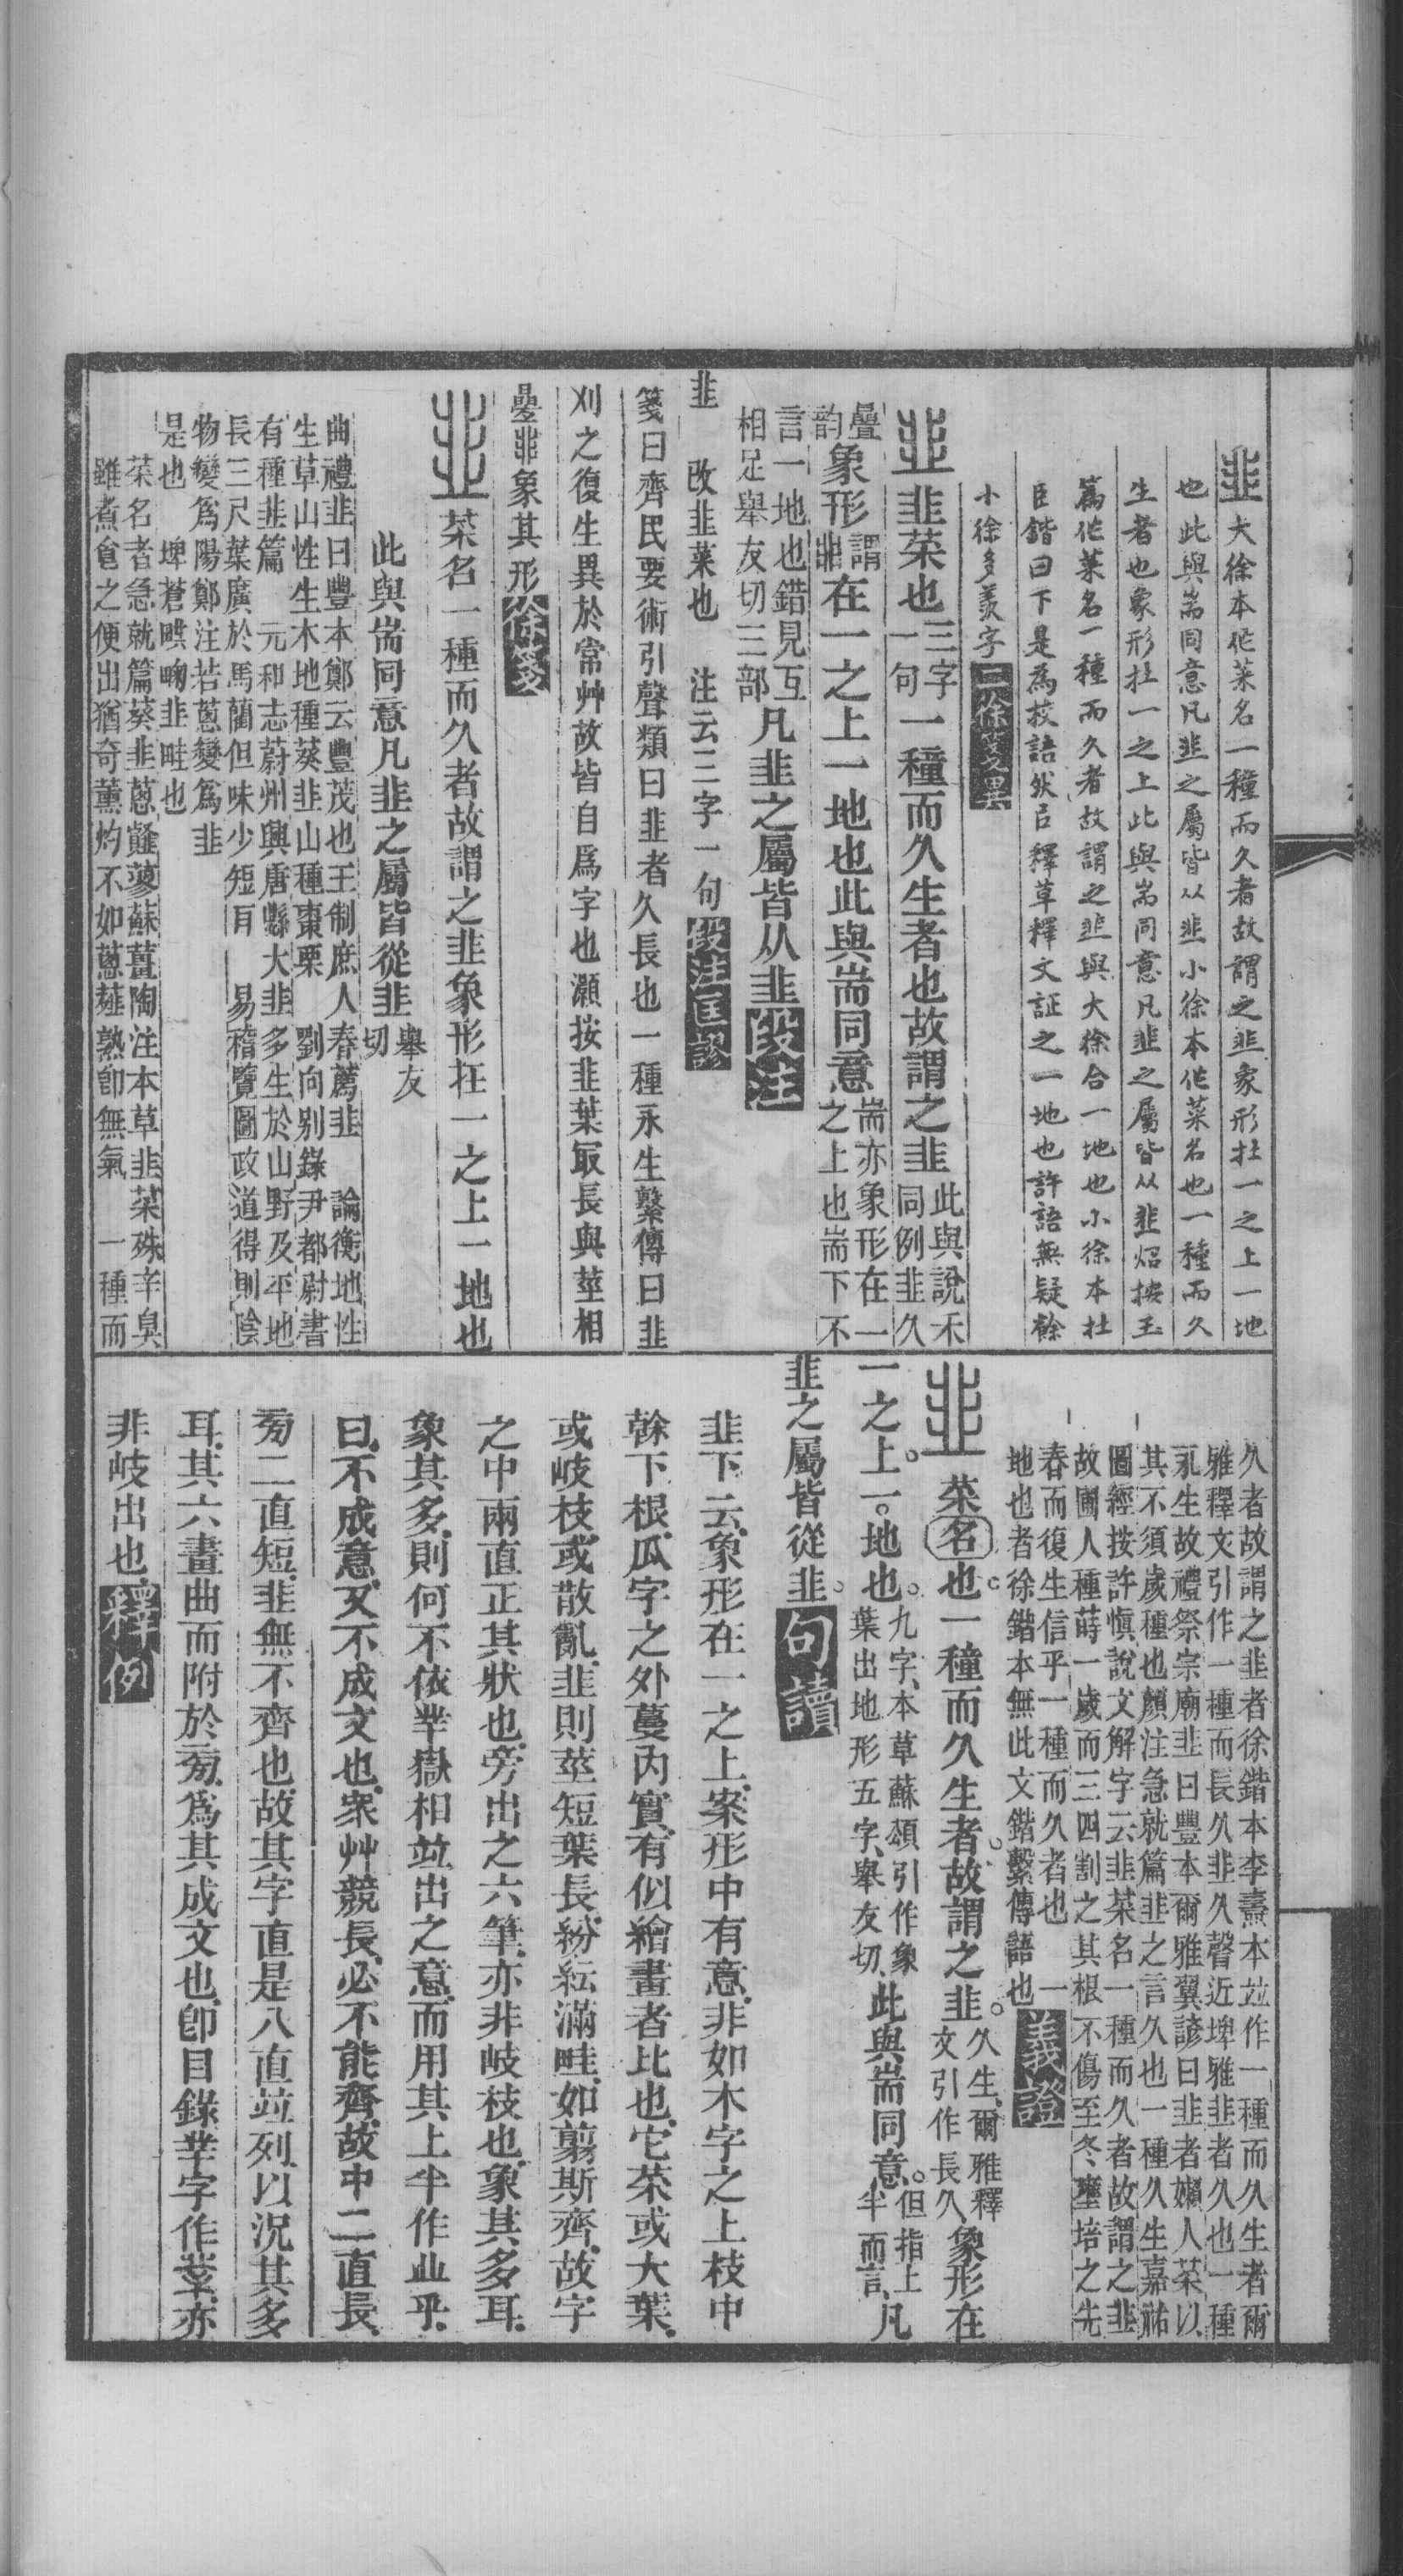 韭大徐本作菜名一種而久者故謂之韭象形在一之上一地
也此與耑同意凡韭之屬皆从韭小徐本作菜名也一種而久
生者也象形在一之上此與耑同意凡韭之屬皆从韭炤按玉
篇作菜名一種而久者故謂之韭與大徐合一地也小徐本在
臣鍇曰下是為校語然召釋草釋文証之一地也許語無疑餘
小徐多羨字二徐箋異
韭韭菜也三字一句一種而久生者也故謂之韭此與說禾同例韭久
疊韵象形謂韭在一之上一地也此與耑同意耑亦象形在一之上也耑下不
言一地也錯見互相足舉友切三部凡韭之屬皆从韭段注
韭 改韭菜也 注云三字一句段注匡謬
箋曰齊民要術引聲類曰韭者久長也一種永生繫傳曰韭
刈之復生異於常艸故皆自爲字也灝按韭葉取長與莖相
㬪韭象其形徐箋
韭菜名一種而久者故謂之韭象形在一之上一地也
此與耑同意凡韭之屬皆從韭舉友切
曲禮韭曰豐本鄭云豐茂也王制庶人春薦韭 論衡地性
生草山性生木地種葵韭山種棗栗 劉向別錄尹都尉書
有種韭篇 元和志蔚州興唐縣大韭多生於山野及平地
長三尺葉廣於馬藺但味少短耳 易稽覽圖政道得則陰
物變爲陽鄭注若蔥變爲韭
是也 埤蒼䁆䀴韭畦也
菜名者急就篇葵韭蔥䪥蓼蘇薑陶注本草韭菜殊辛臭
雖煮食之便出猶奇薰灼不如蔥薤熟卽無氣 一種而
久者故謂之韭者徐鍇本李燾本竝作一種而久生者爾
雅釋文引作一種而長久韭久聲近埤雅韭者久也一種
永生故禮祭宗廟韭曰豐本爾雅翼諺曰韭者嬾人菜以
其不須歲種也顏注急就篇韭之言久也一種久生嘉祐
圖經按許愼說文解字云韭菜名一種而久者故謂之韭
故圃人種蒔一歲而三四割之其根不傷至冬壅培之先
春而復生信乎一種而久者也 一
地也者徐鍇本無此文鍇繫傳語也義證
韭菜名也。一種而久生者。故謂之韭。久生、爾雅釋文引作長久象形在
一之上。一。地也。九字、本草蘇頌引作象葉出地形五字、舉友切、此與耑同意。但指上半而言、凡
韭之屬皆從韭。句讀
韭下云、象形在一之上、案形中有意、非如木字之上枝中
榦下根、瓜字之外蔓內實、有似繪畫者比也、它菜或大葉、
或岐枝、或散亂、韭則莖短葉長、紛紜滿畦、如翦斯齊、故字
之中兩直正其狀也、旁出之六筆、亦非岐枝也、象其多耳、
象其多、則何不依丵嶽相竝出之意、而用其上半作业乎、
曰、不成意、又不成文也、衆艸競長、必不能齊、故中二直長、
旁二直短、韭無不齊也、故其字直是八直竝列、以況其多
耳、其六畫曲而附於旁、爲其成文也、卽目錄丵字作䒑、亦
非岐出也、釋例